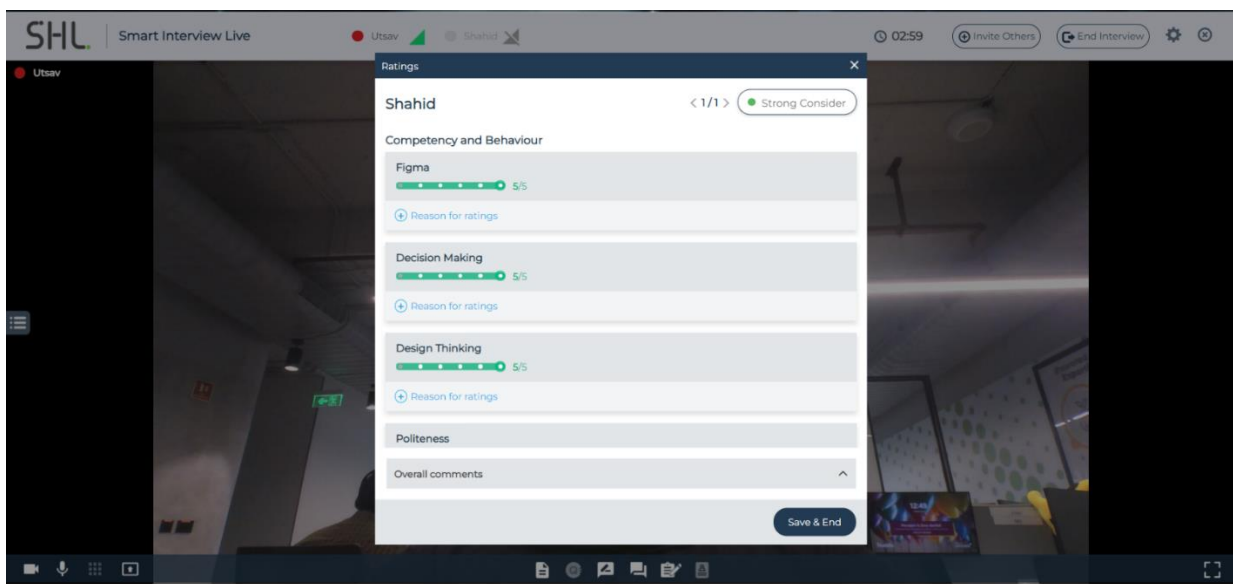 SHL. Smart Interview Live Utsav Shahid 02:59 Invite Others End Interview
Utsav
Ratings
Shahid < 1/1 > Strong Consider
Competency and Behaviour
Figma
5/5
Reason for ratings
Decision Making
5/5
Reason for ratings
Design Thinking
5/5
Reason for ratings
Politeness
Overall comments
Save & End